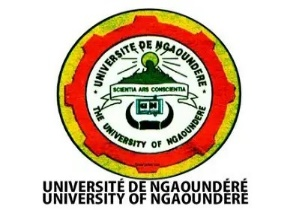 · UNIVERSITE DE NGAOUNDERE ·
SCIENTIA ARS CONSCIENTIA
THE UNIVERSITY OF NGAOUNDERE
UNIVERSITÉ DE NGAOUNDÉRÉ
UNIVERSITY OF NGAOUNDERE